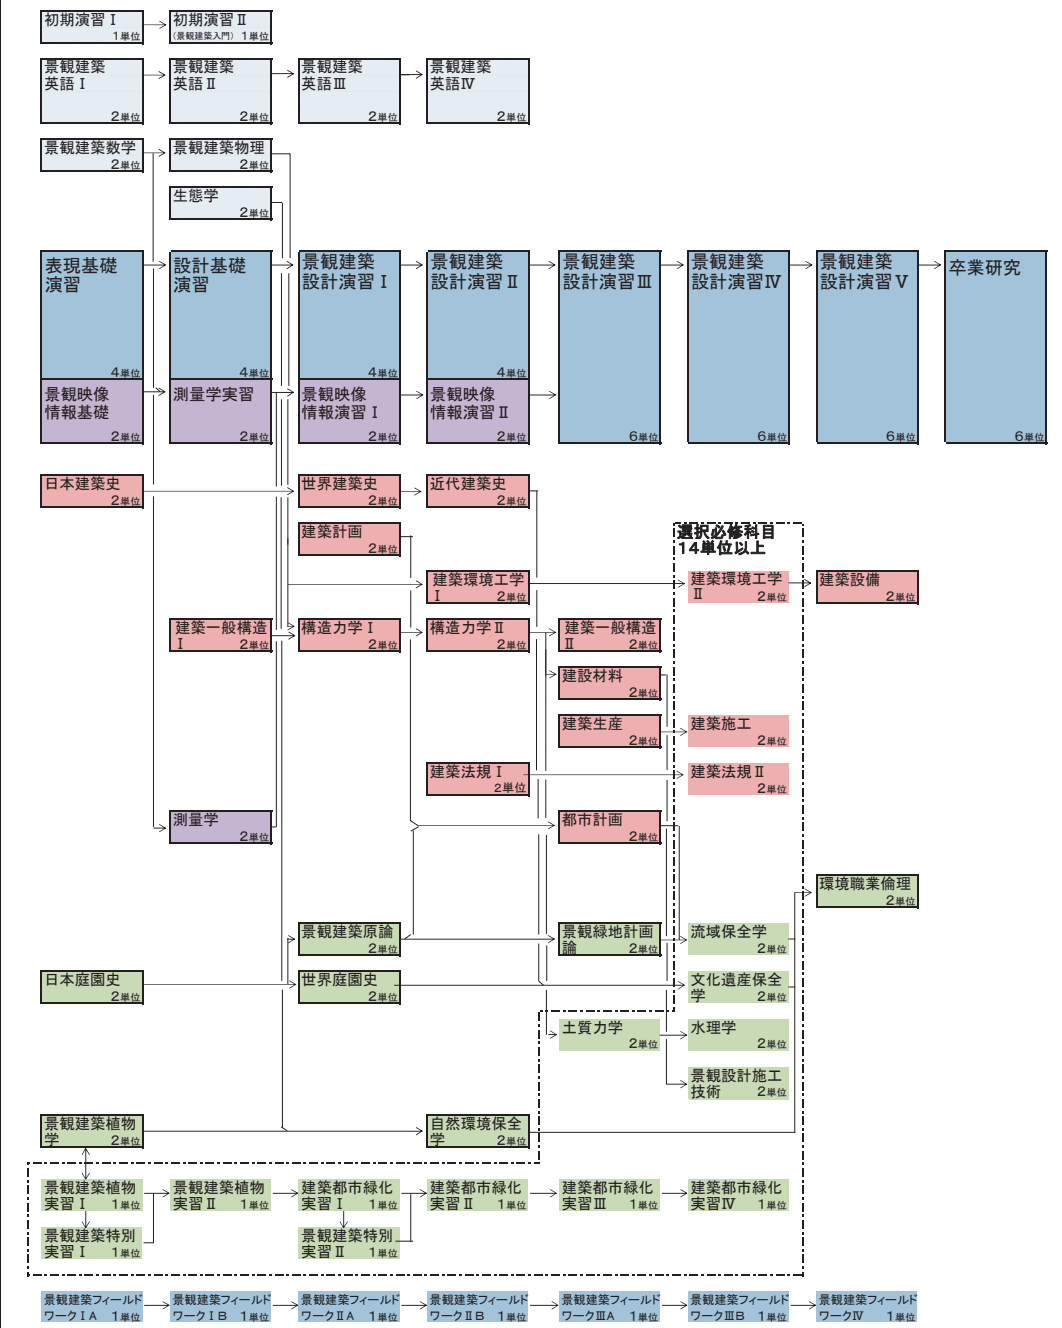 初期演習Ⅰ
1単位
初期演習Ⅱ
(景観建築入門) 1単位
景観建築
英語Ⅰ
2単位
景観建築
英語Ⅱ
2単位
景観建築
英語Ⅲ
2単位
景観建築
英語Ⅳ
2単位
景観建築数学
2単位
景観建築物理
2単位
生態学
2単位
表現基礎
演習
4単位
設計基礎
演習
4単位
景観建築
設計演習Ⅰ
4単位
景観建築
設計演習Ⅱ
4単位
景観建築
設計演習Ⅲ
6単位
景観建築
設計演習Ⅳ
6単位
景観建築
設計演習Ⅴ
6単位
卒業研究
6単位
景観映像
情報基礎
2単位
測量学実習
2単位
景観映像
情報演習Ⅰ
2単位
景観映像
情報演習Ⅱ
2単位
日本建築史
2単位
世界建築史
2単位
近代建築史
2単位
建築計画
2単位
選択必修科目
14単位以上
建築環境工学
Ⅰ 2単位
建築環境工学
Ⅱ 2単位
建築設備
2単位
建築一般構造
Ⅰ 2単位
構造力学Ⅰ
2単位
構造力学Ⅱ
2単位
建築一般構造
Ⅱ 2単位
建設材料
2単位
建築生産
2単位
建築施工
2単位
建築法規Ⅰ
2単位
建築法規Ⅱ
2単位
測量学
2単位
都市計画
2単位
環境職業倫理
2単位
景観建築原論
2単位
景観緑地計画
論 2単位
流域保全学
2単位
日本庭園史
2単位
世界庭園史
2単位
文化遺産保全
学 2単位
土質力学
2単位
水理学
2単位
景観設計施工
技術 2単位
景観建築植物
学 2単位
自然環境保全
学 2単位
景観建築植物
実習Ⅰ 1単位
景観建築植物
実習Ⅱ 1単位
建築都市緑化
実習Ⅰ 1単位
建築都市緑化
実習Ⅱ 1単位
建築都市緑化
実習Ⅲ 1単位
建築都市緑化
実習Ⅳ 1単位
景観建築特別
実習Ⅰ 1単位
景観建築特別
実習Ⅱ 1単位
景観建築フィールド
ワークⅠA 1単位
景観建築フィールド
ワークⅠB 1単位
景観建築フィールド
ワークⅡA 1単位
景観建築フィールド
ワークⅡB 1単位
景観建築フィールド
ワークⅢA 1単位
景観建築フィールド
ワークⅢB 1単位
景観建築フィールド
ワークⅣ 1単位